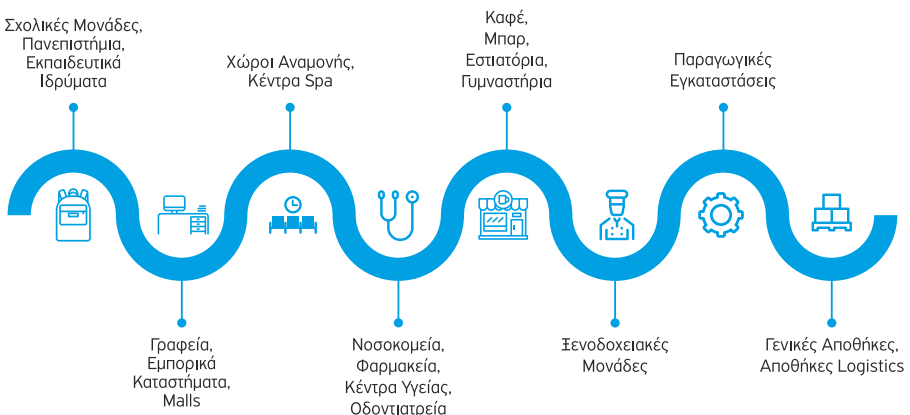 Σχολικές Μονάδες,
Πανεπιστήμια,
Εκπαιδευτικά
Ιδρύματα
Γραφεία,
Εμπορικά
Καταστήματα,
Malls
Χώροι Αναμονής,
Κέντρα Spa
Νοσοκομεία,
Φαρμακεία,
Κέντρα Υγείας,
Οδοντιατρεία
Καφέ,
Μπαρ,
Εστιατόρια,
Γυμναστήρια
Ξενοδοχειακές
Μονάδες
Παραγωγικές
Εγκαταστάσεις
Γενικές Αποθήκες,
Αποθήκες Logistics